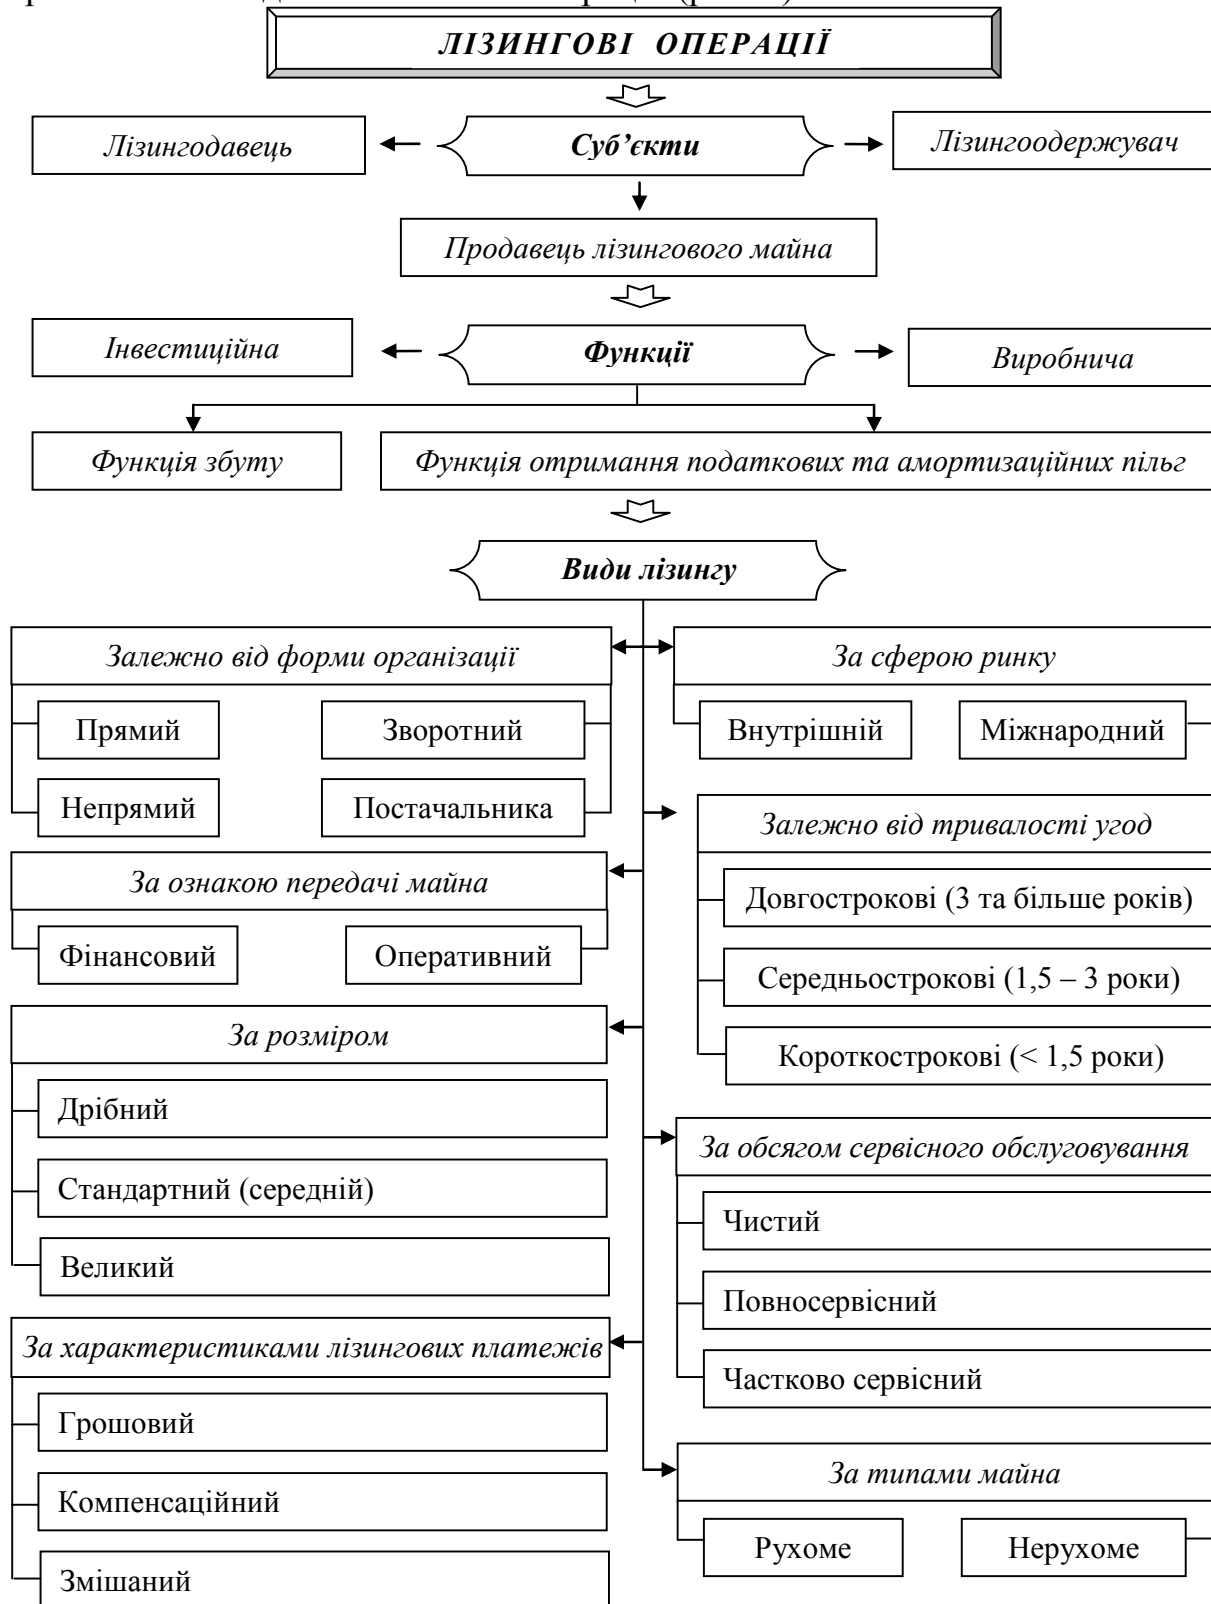 ЛІЗИНГОВІ ОПЕРАЦІЇ
Лізингодавець
Суб’єкти
Лізингоодержувач
Продавець лізингового майна
Інвестиційна
Функції
Виробнича
Функція збуту
Функція отримання податкових та амортизаційних пільг
Види лізингу
Залежно від форми організації
Прямий
Зворотний
Непрямий
Постачальника
За ознакою передачі майна
Фінансовий
Оперативний
За розміром
Дрібний
Стандартний (середній)
Великий
За характеристиками лізингових платежів
Грошовий
Компенсаційний
Змішаний
За сферою ринку
Внутрішній
Міжнародний
Залежно від тривалості угод
Довгострокові (3 та більше років)
Середньострокові (1,5 – 3 роки)
Короткострокові (< 1,5 роки)
За обсягом сервісного обслуговування
Чистий
Повносервісний
Частково сервісний
За типами майна
Рухоме
Нерухоме